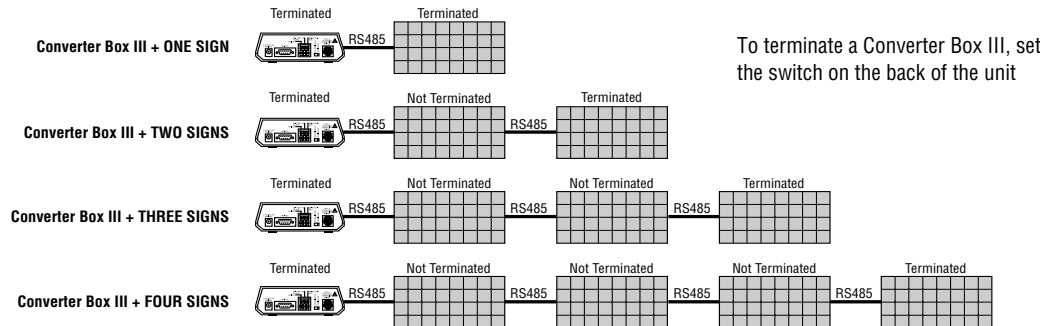 Terminated Terminated
Converter Box III + ONE SIGN RS485
To terminate a Converter Box III, set
the switch on the back of the unit
Terminated Not Terminated Terminated
Converter Box III + TWO SIGNS RS485 RS485
Terminated Not Terminated Not Terminated Terminated
Converter Box III + THREE SIGNS RS485 RS485 RS485
Terminated Not Terminated Not Terminated Not Terminated Terminated
Converter Box III + FOUR SIGNS RS485 RS485 RS485 RS485